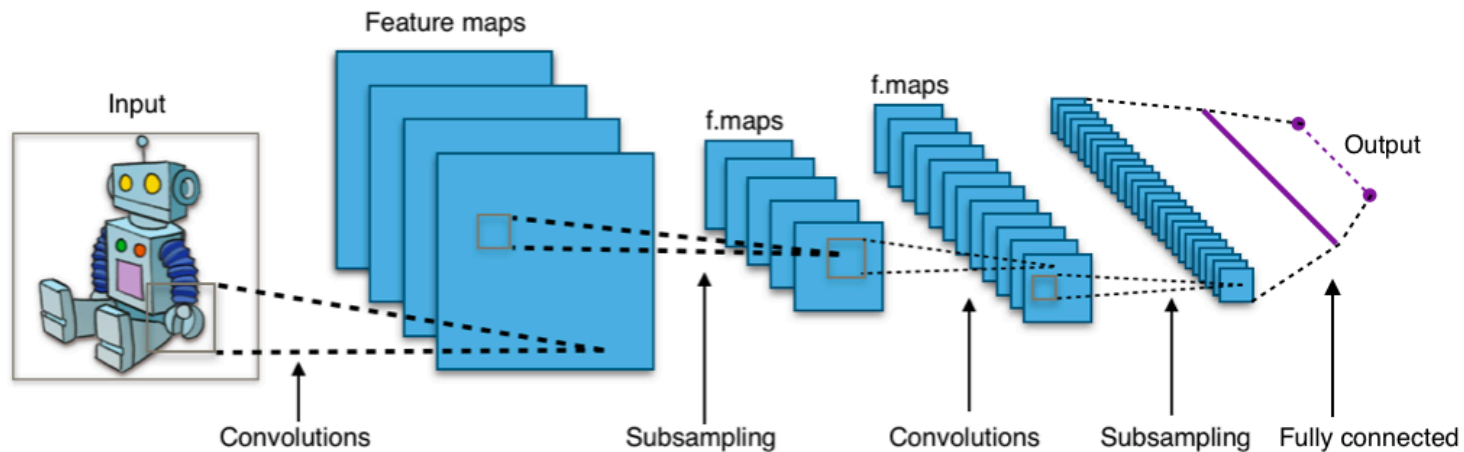 Feature maps
Input
f.maps
f.maps
Output
Convolutions
Subsampling
Convolutions
Subsampling
Fully connected